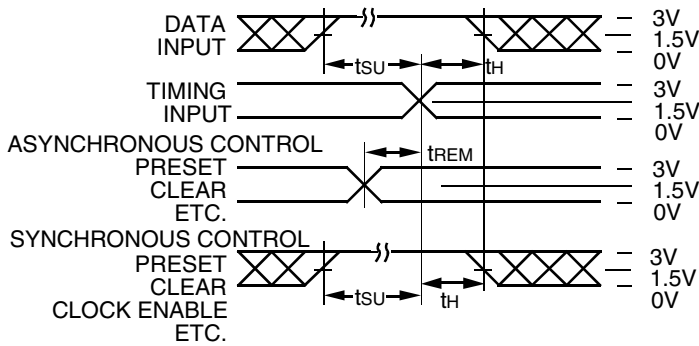 DATA
INPUT
tSU
tH
3V
1.5V
0V
TIMING
INPUT
3V
1.5V
0V
ASYNCHRONOUS CONTROL
PRESET
CLEAR
ETC.
tREM
3V
1.5V
0V
SYNCHRONOUS CONTROL
PRESET
CLEAR
CLOCK ENABLE
ETC.
tSU
tH
3V
1.5V
0V